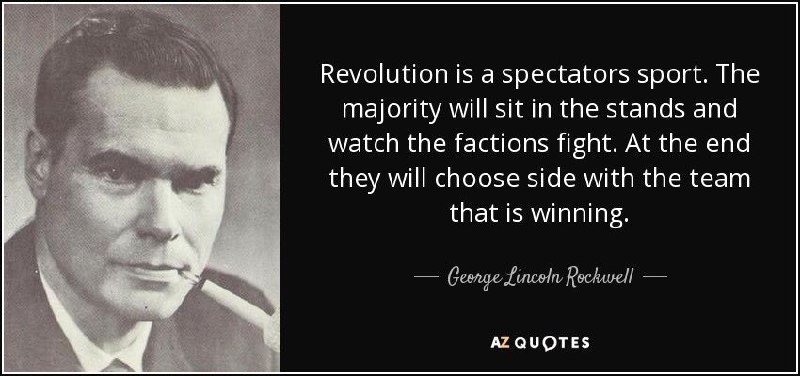 Revolution is a spectators sport. The
majority will sit in the stands and
watch the factions fight. At the end
they will choose side with the team
that is winning.
George Lincoln Rockwell
AZ QUOTES